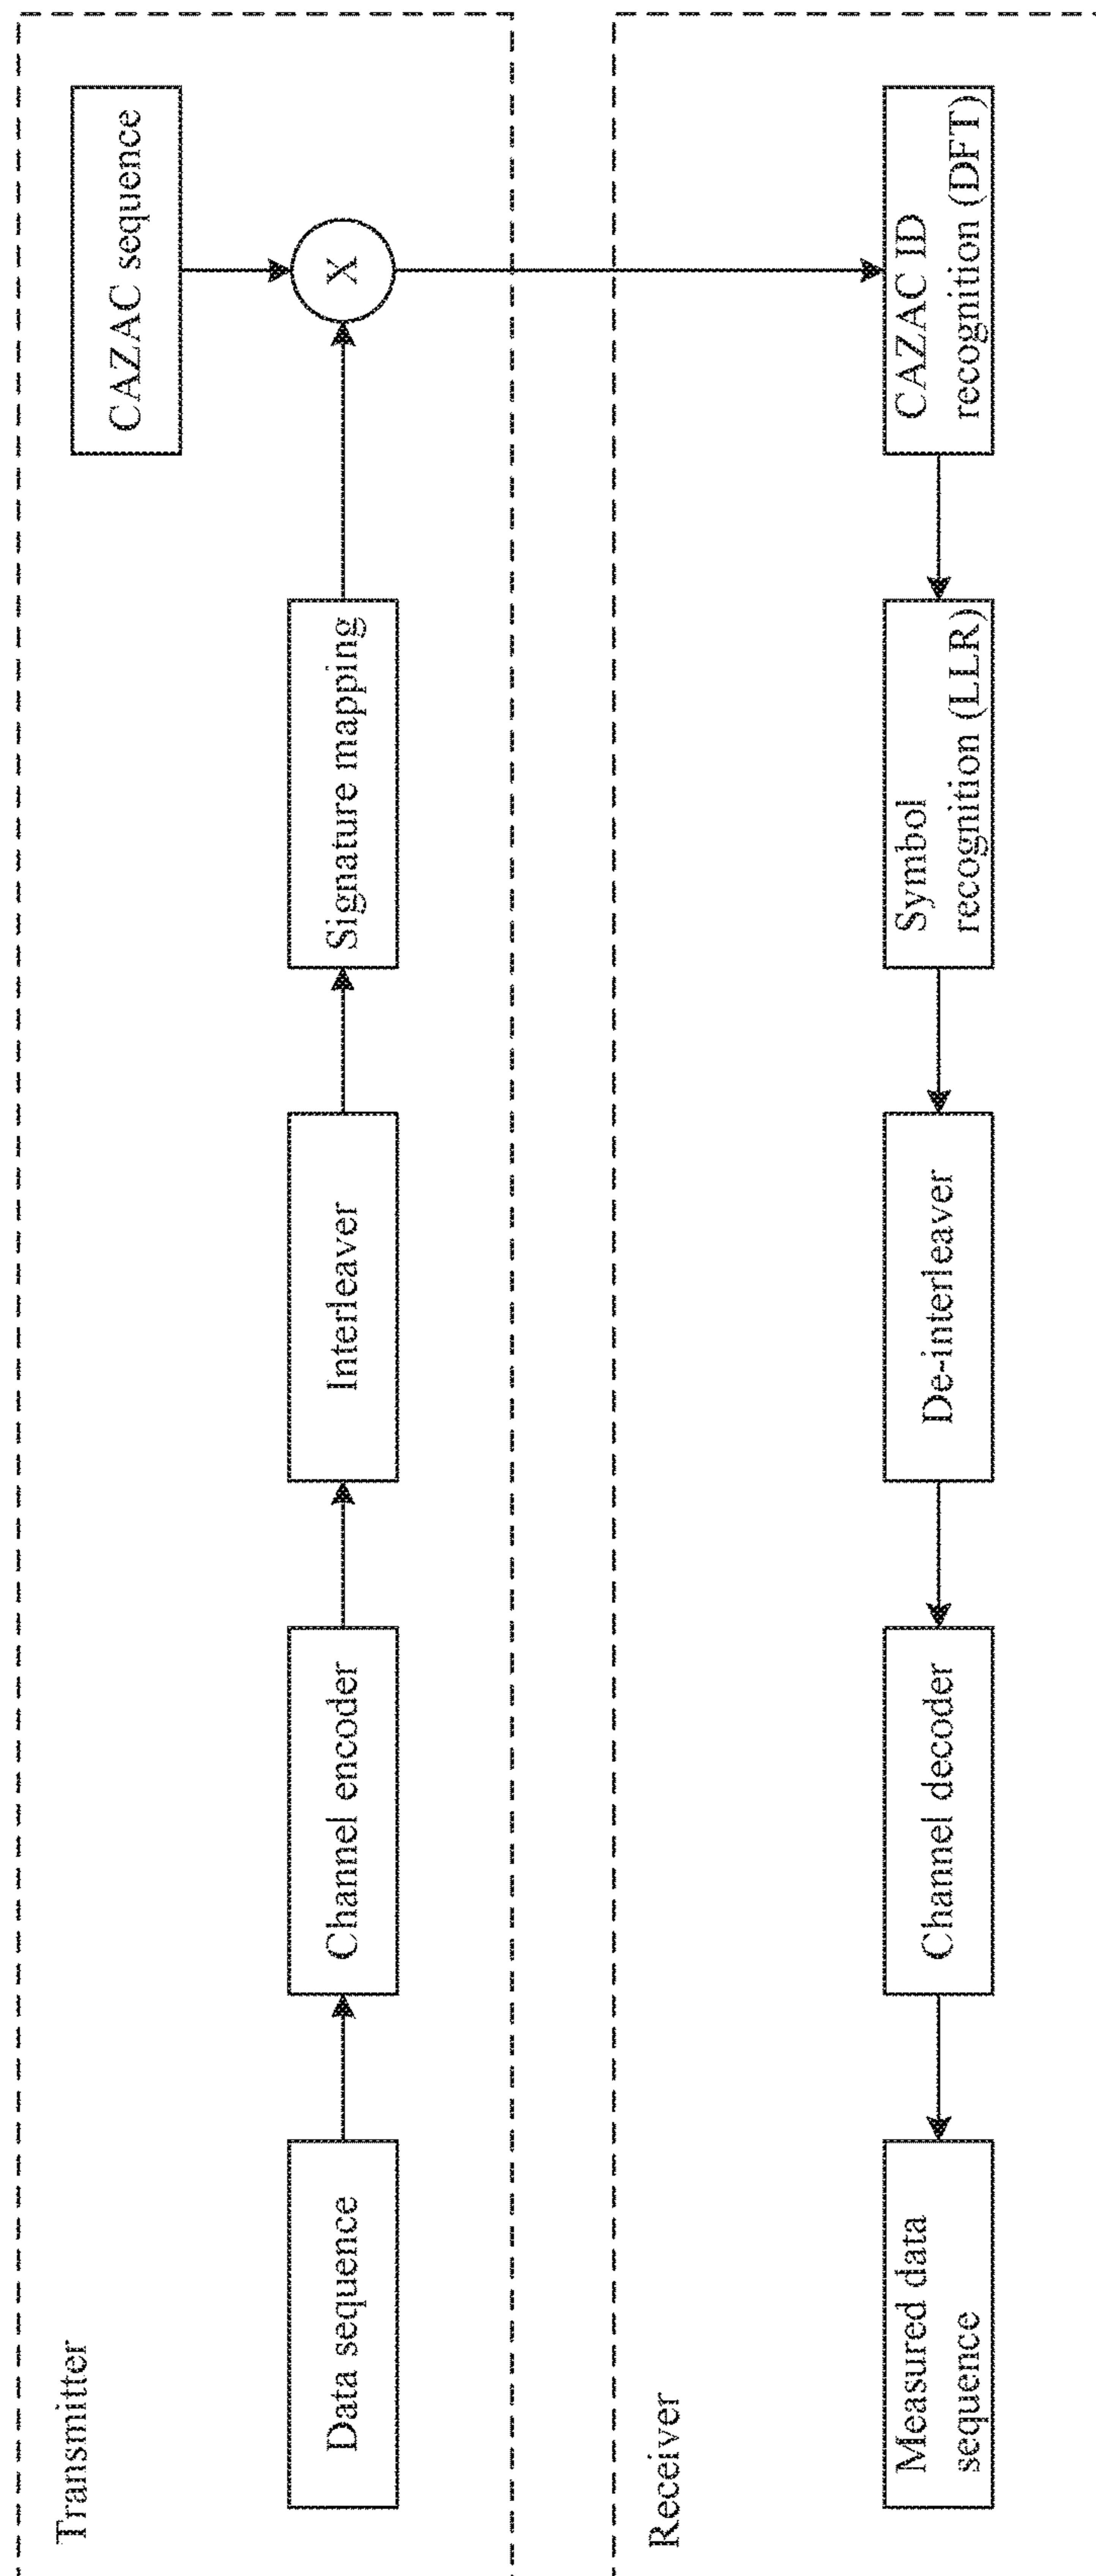 Transmitter
CAZAC sequence
Data sequence
Channel encoder
Interleaver
Signature mapping
X
Receiver
Measured data
sequence
Channel decoder
De-interleaver
Symbol
recognition (LLR)
CAZAC ID
recognition (DFT)